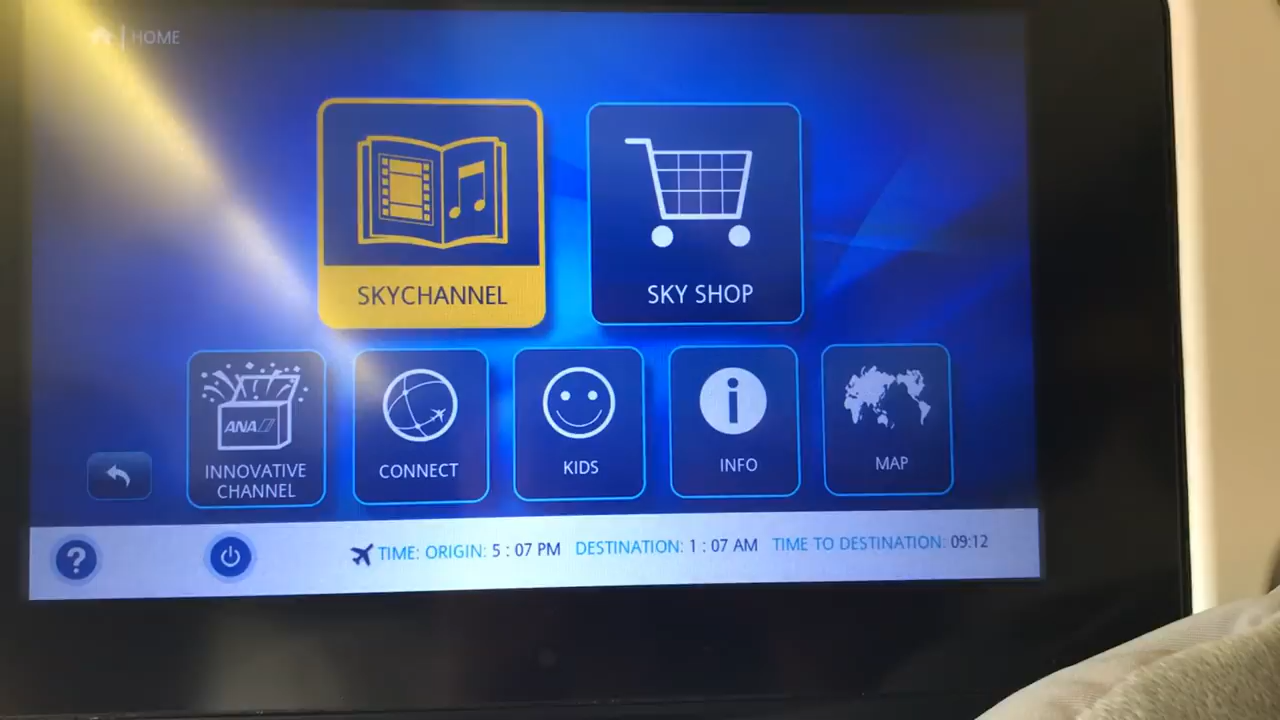 HOME
SKYCHANNEL
SKY SHOP
ANA
INNOVATIVE
CHANNEL
CONNECT
KIDS
INFO
MAP
TIME: ORIGIN: 5 : 07 PM DESTINATION: 1 : 07 AM TIME TO DESTINATION: 09:12